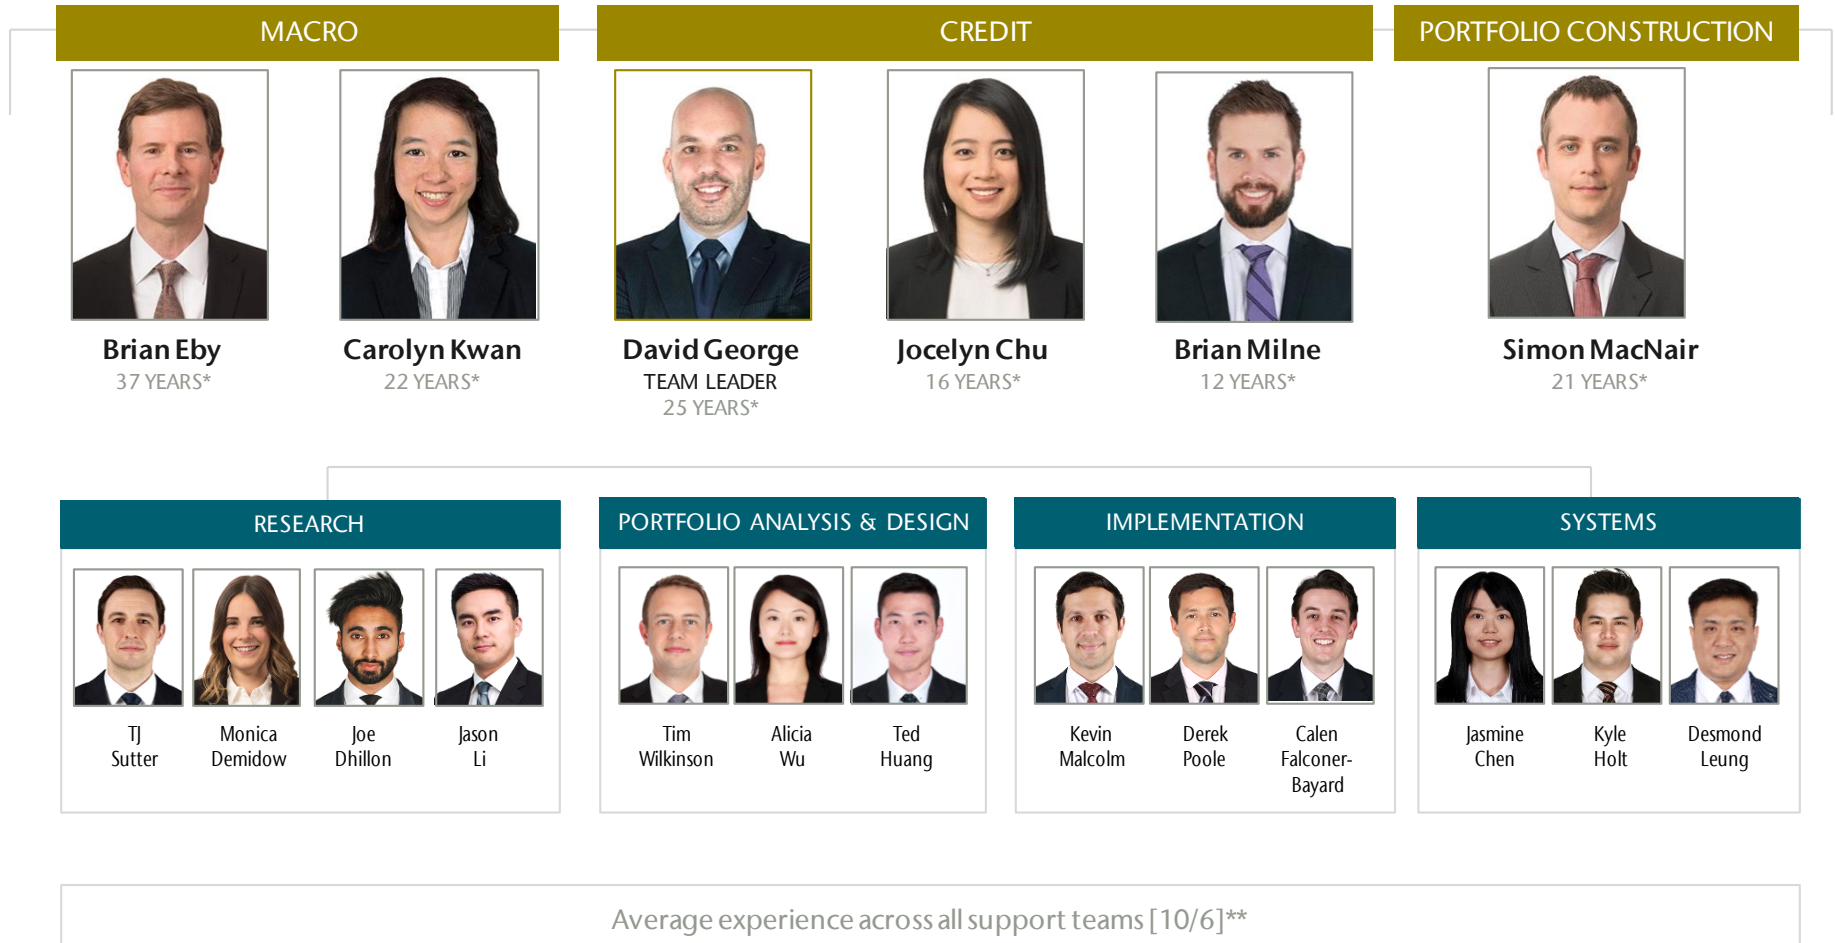 MACRO
CREDIT
PORTFOLIO CONSTRUCTION
Brian Eby
37 YEARS*
Carolyn Kwan
22 YEARS*
David George
TEAM LEADER
25 YEARS*
Jocelyn Chu
16 YEARS*
Brian Milne
12 YEARS*
Simon MacNair
21 YEARS*
RESEARCH
TJ
Sutter
Monica
Demidow
Joe
Dhillon
Jason
Li
PORTFOLIO ANALYSIS & DESIGN
Tim
Wilkinson
Alicia
Wu
Ted
Huang
IMPLEMENTATION
Kevin
Malcolm
Derek
Poole
Calen
Falconer-
Bayard
SYSTEMS
Jasmine
Chen
Kyle
Holt
Desmond
Leung
Average experience across all support teams [10/6]**